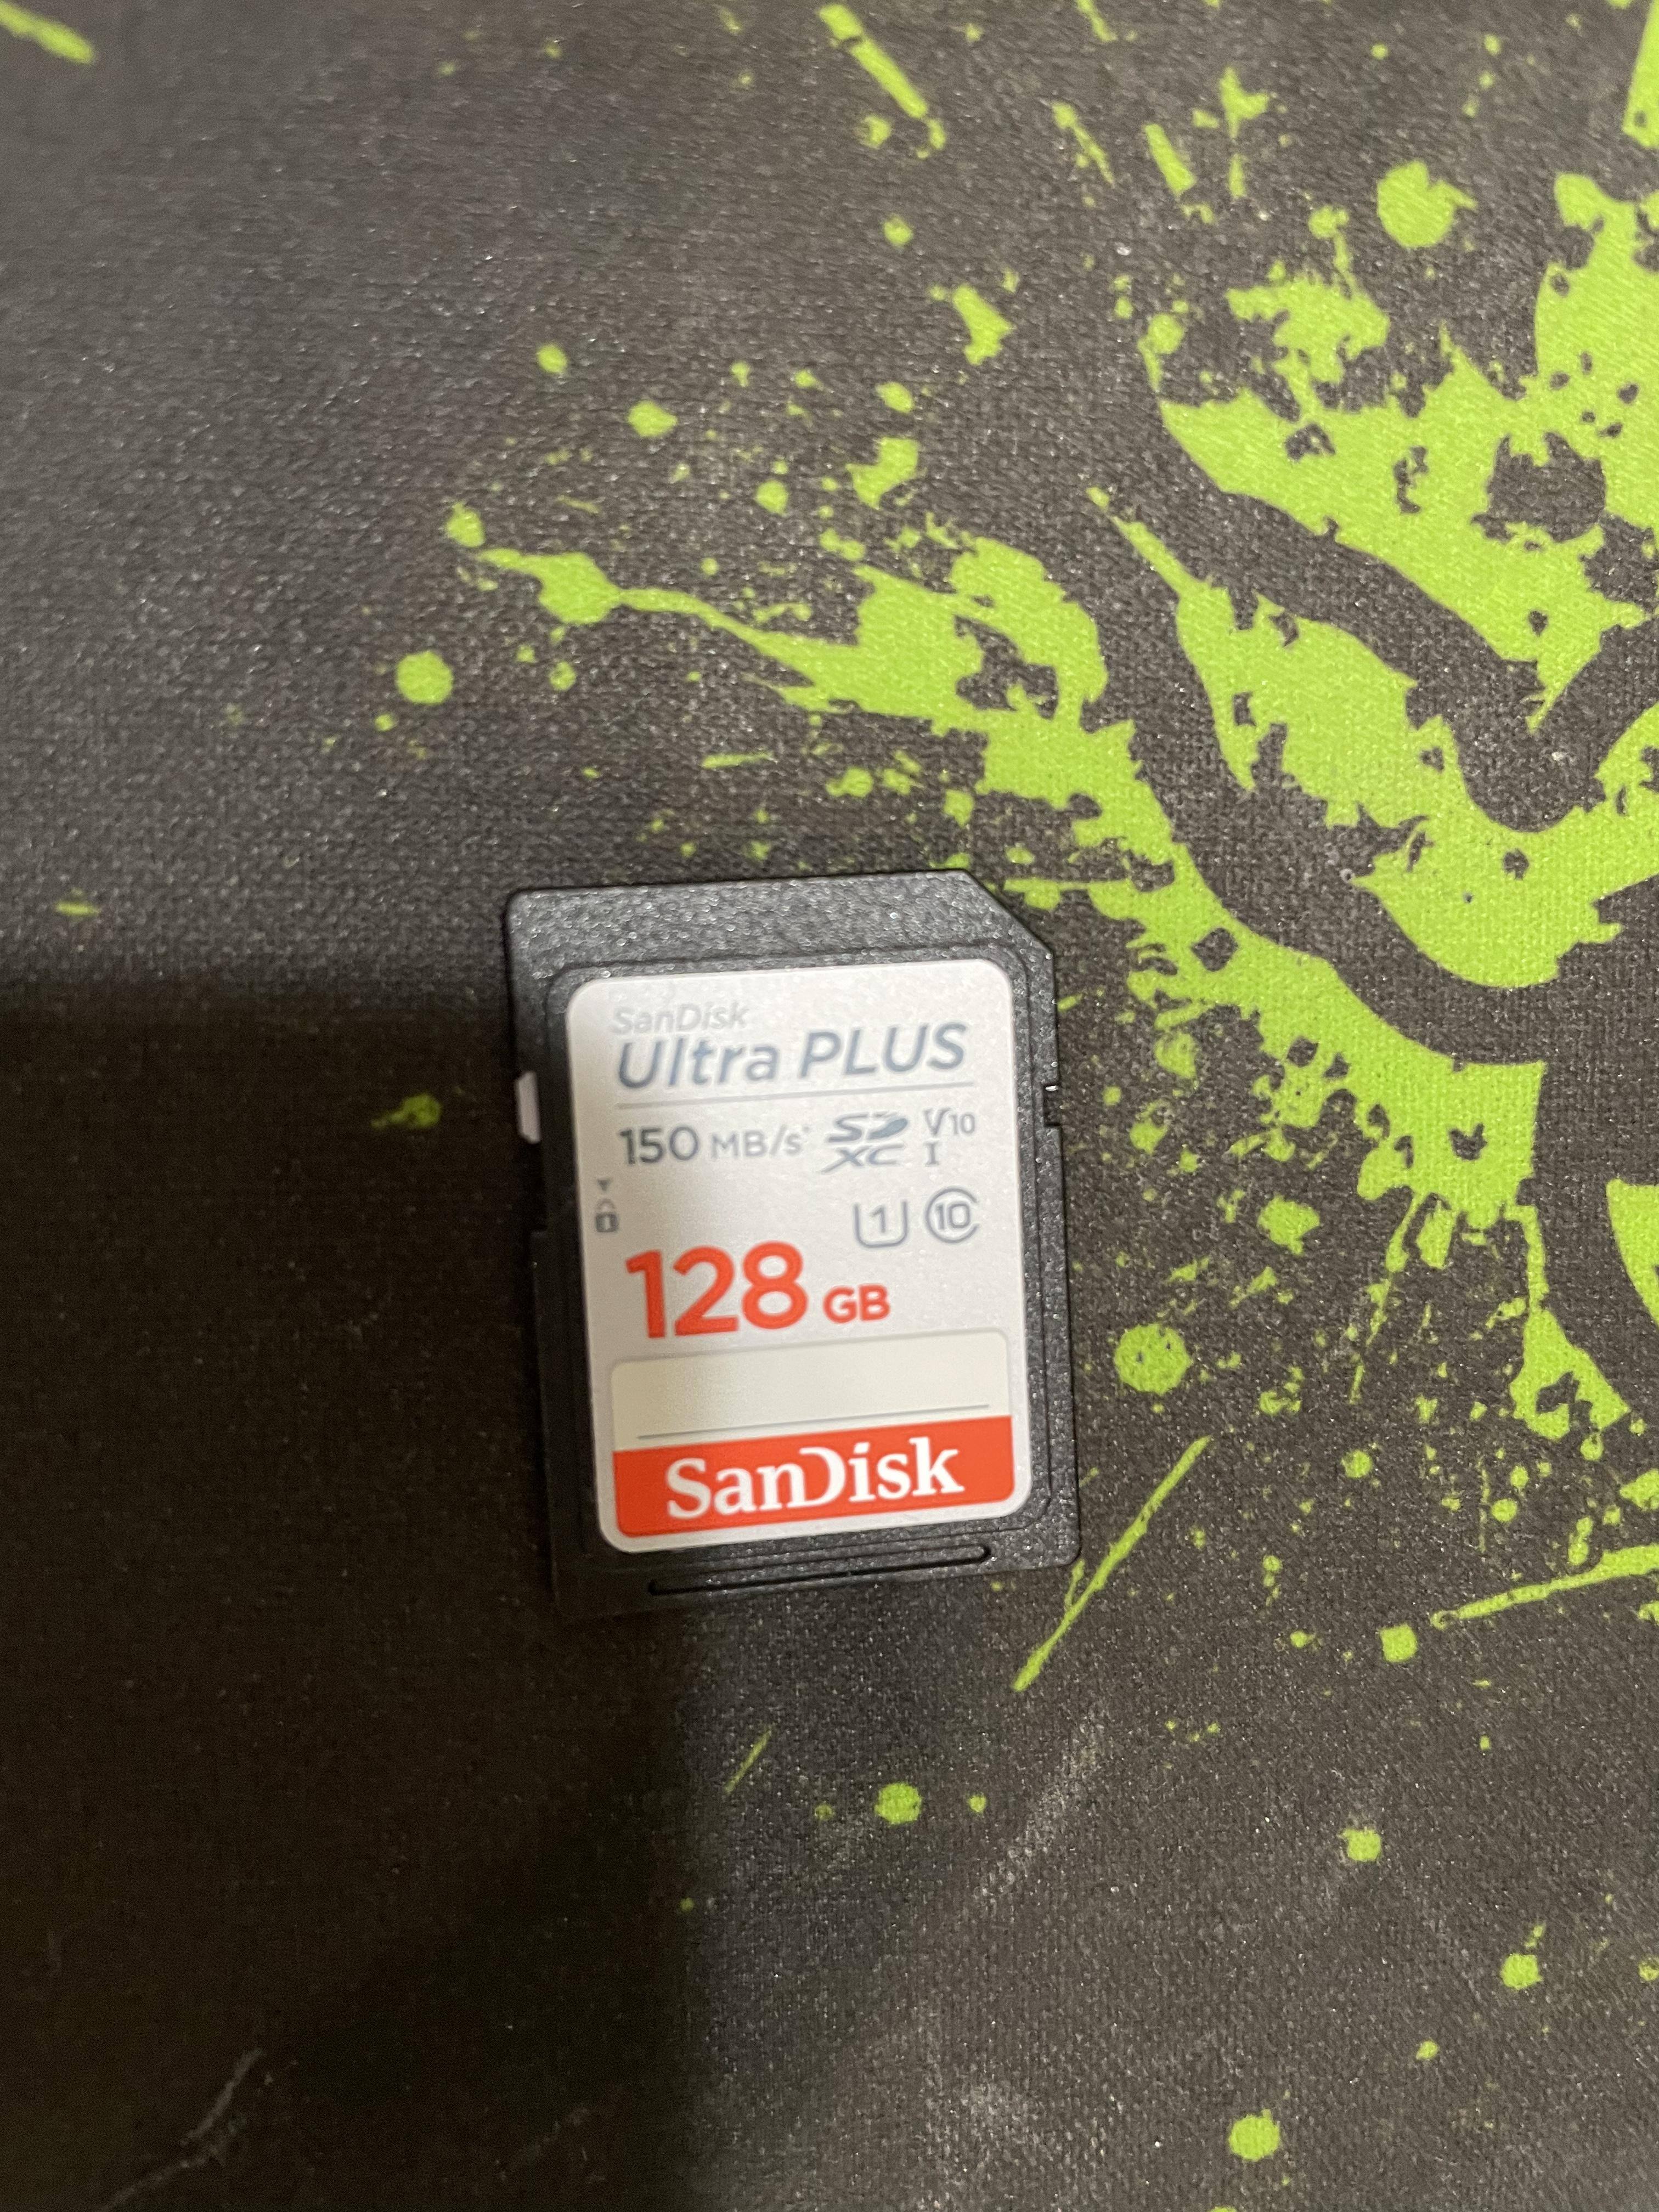 SanDisk
Ultra PLUS
150 MB/s* SD XC I V10
U1 10
128 GB
SanDisk